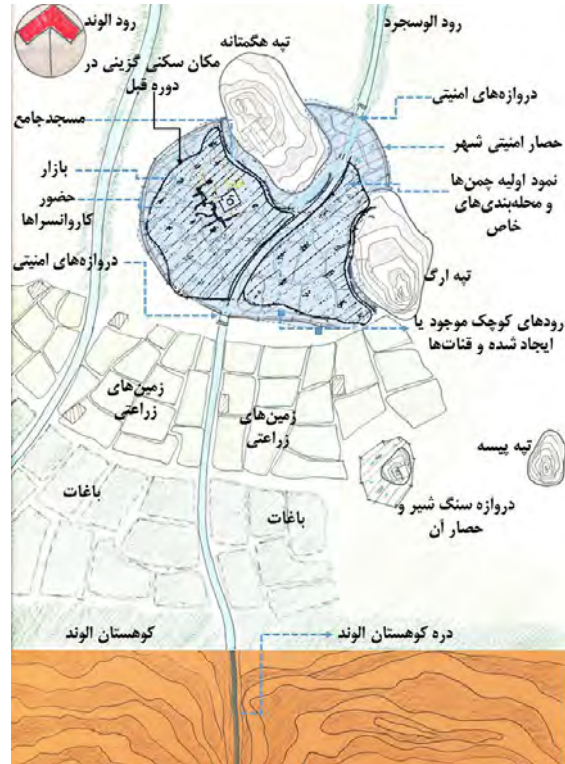 رود الوسجرد
رود الوند
تپه هگمتانه
مکان سکنی گزینی در
دوره قبل
دروازه‌های امنیتی
مسجدجامع
حصار امنیتی شهر
بازار
نمود اولیه چمن‌ها
و محله‌بندی‌های
خاص
حضور
کاروانسراها
دروازه‌های امنیتی
تپه ارگ
رودهای کوچک موجود یا
ایجاد شده و قنات‌ها
زمین‌های
زراعتی
زمین‌های
زراعتی
تپه پیسه
دروازه سنگ شیر و
حصار آن
باغات
باغات
دره کوهستان الوند
کوهستان الوند